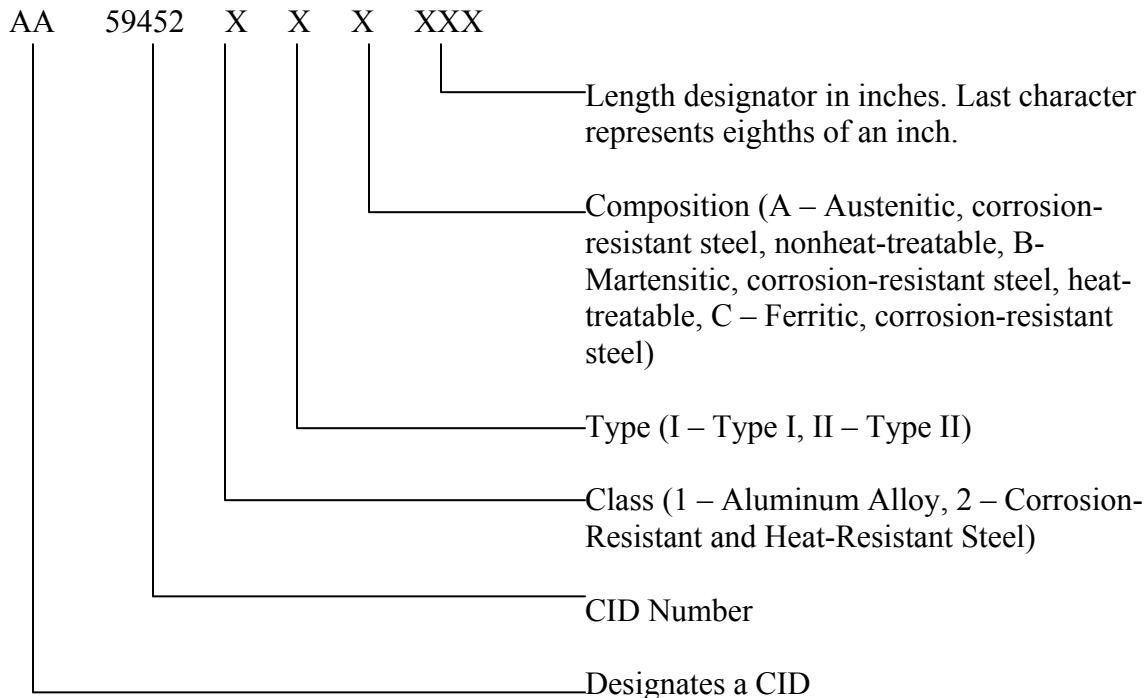 AA 59452 X X X XXX
Length designator in inches. Last character
represents eighths of an inch.
Composition (A – Austenitic, corrosion-
resistant steel, nonheat-treatable, B-
Martensitic, corrosion-resistant steel, heat-
treatable, C – Ferritic, corrosion-resistant
steel)
Type (I – Type I, II – Type II)
Class (1 – Aluminum Alloy, 2 – Corrosion-
Resistant and Heat-Resistant Steel)
CID Number
Designates a CID